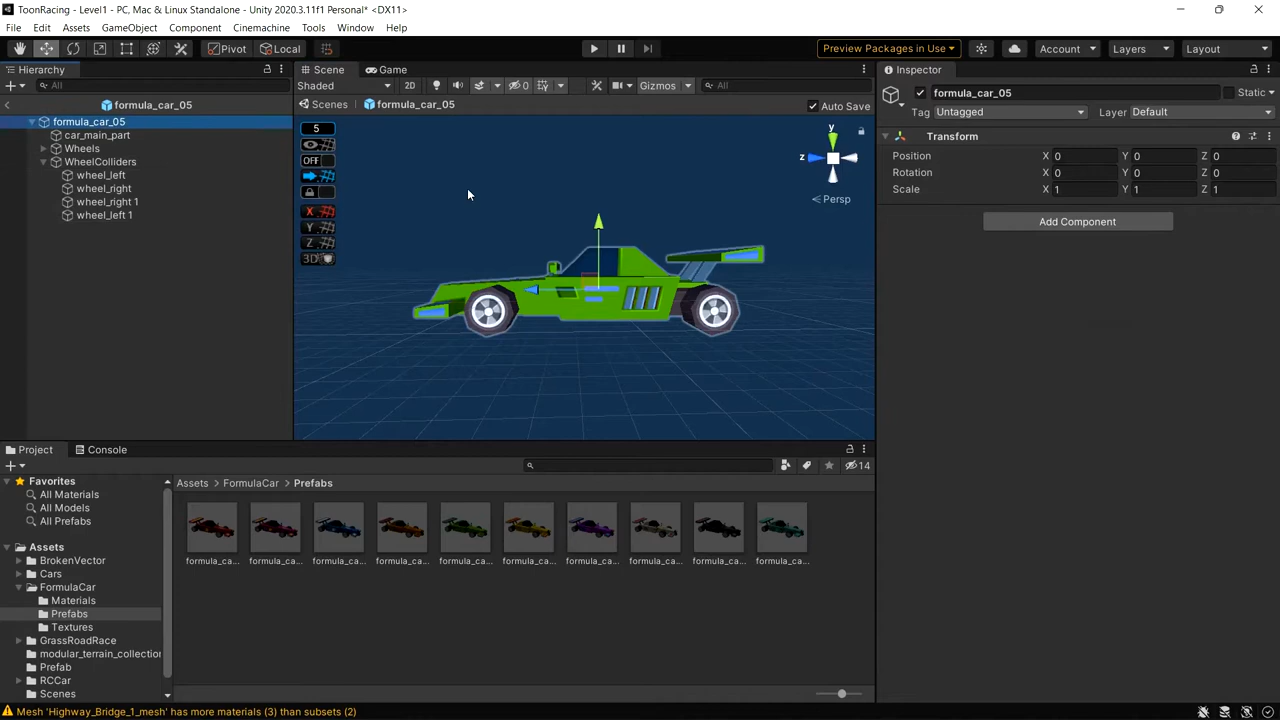 ToonRacing - Level1 - PC, Mac & Linux Standalone - Unity 2020.3.11f1 Personal* <DX11>
File Edit Assets GameObject Component Cinemachine Tools Window Help
Pivot Local Preview Packages in Use Account Layers Layout
Hierarchy
All
formula_car_05
formula_car_05
car_main_part
Wheels
WheelColliders
wheel_left
wheel_right
wheel_right 1
wheel_left 1
Scene Game
Shaded 2D 0 Gizmos All
Scenes formula_car_05 Auto Save
5
OFF
X
Y
Z
3D
y
z
Persp
Inspector
formula_car_05 Static
Tag Untagged Layer Default
Transform
Position X 0 Y 0 Z 0
Rotation X 0 Y 0 Z 0
Scale X 1 Y 1 Z 1
Add Component
Project Console
14
Favorites
All Materials
All Models
All Prefabs
Assets
BrokenVector
Cars
FormulaCar
Materials
Prefabs
Textures
GrassRoadRace
modular_terrain_collection
Prefab
RCCar
Scenes
Assets > FormulaCar > Prefabs
formula_ca... formula_ca... formula_ca... formula_ca... formula_ca... formula_ca... formula_ca... formula_ca... formula_ca... formula_ca...
Mesh 'Highway_Bridge_1_mesh' has more materials (3) than subsets (2)